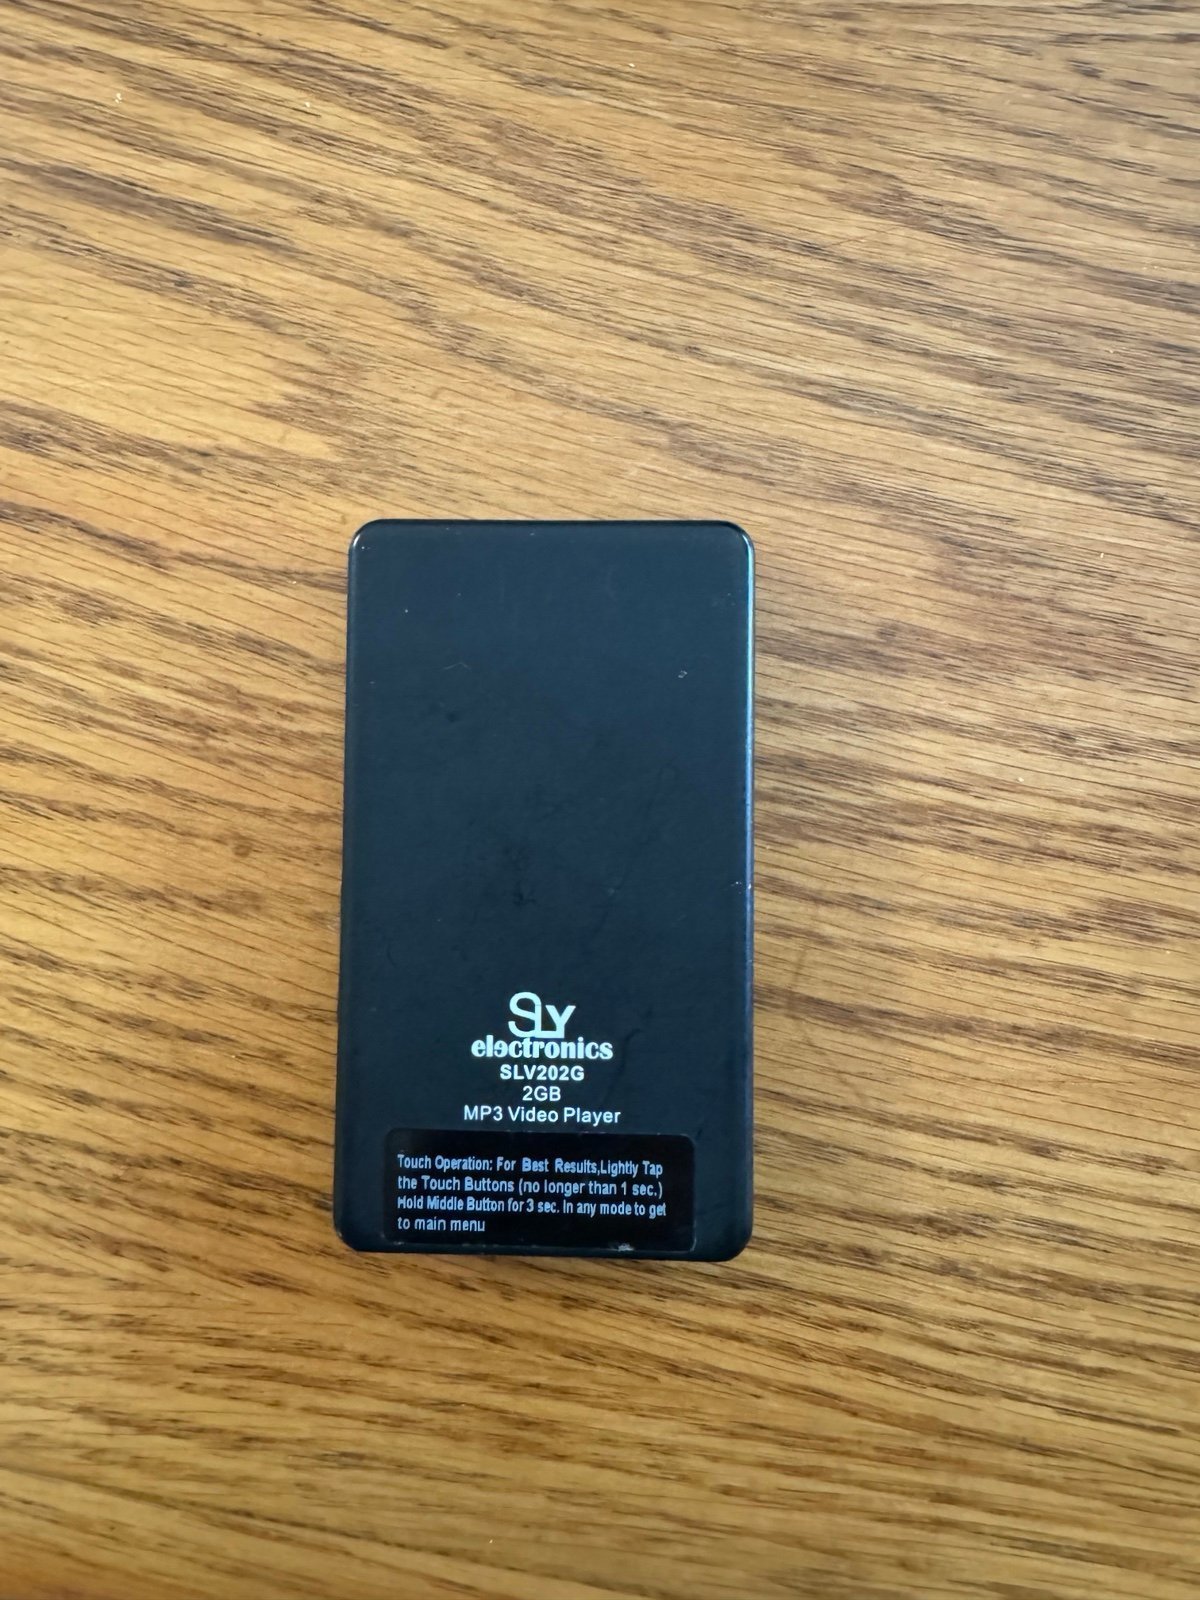 SLY
electronics
SLV202G
2GB
MP3 Video Player
Touch Operation: For Best Results,Lightly Tap
the Touch Buttons (no longer than 1 sec.)
Hold Middle Button for 3 sec. In any mode to get
to main menu